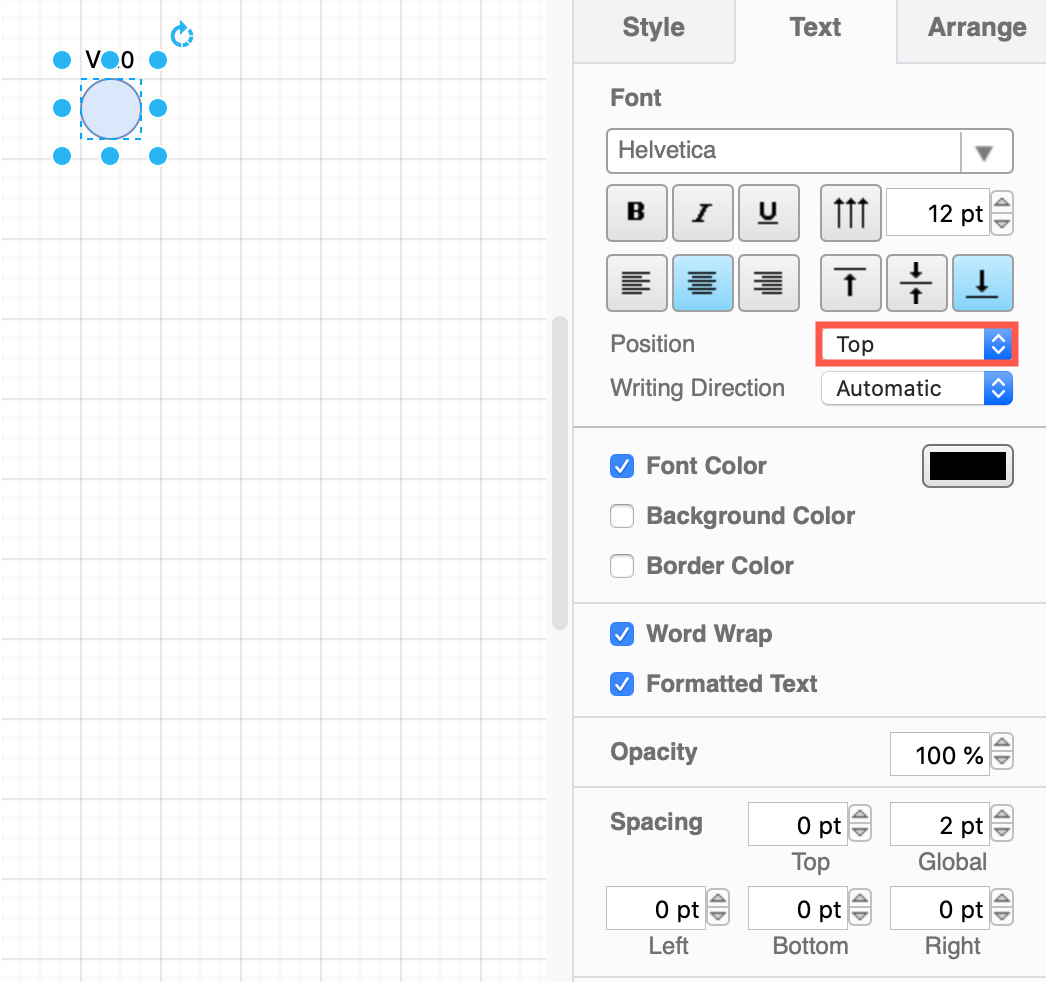 Style Text Arrange
Font
Helvetica
B I U 12 pt
Position Top
Writing Direction Automatic
Font Color
Background Color
Border Color
Word Wrap
Formatted Text
Opacity 100 %
Spacing 0 pt 2 pt
Top Global
0 pt 0 pt 0 pt
Left Bottom Right